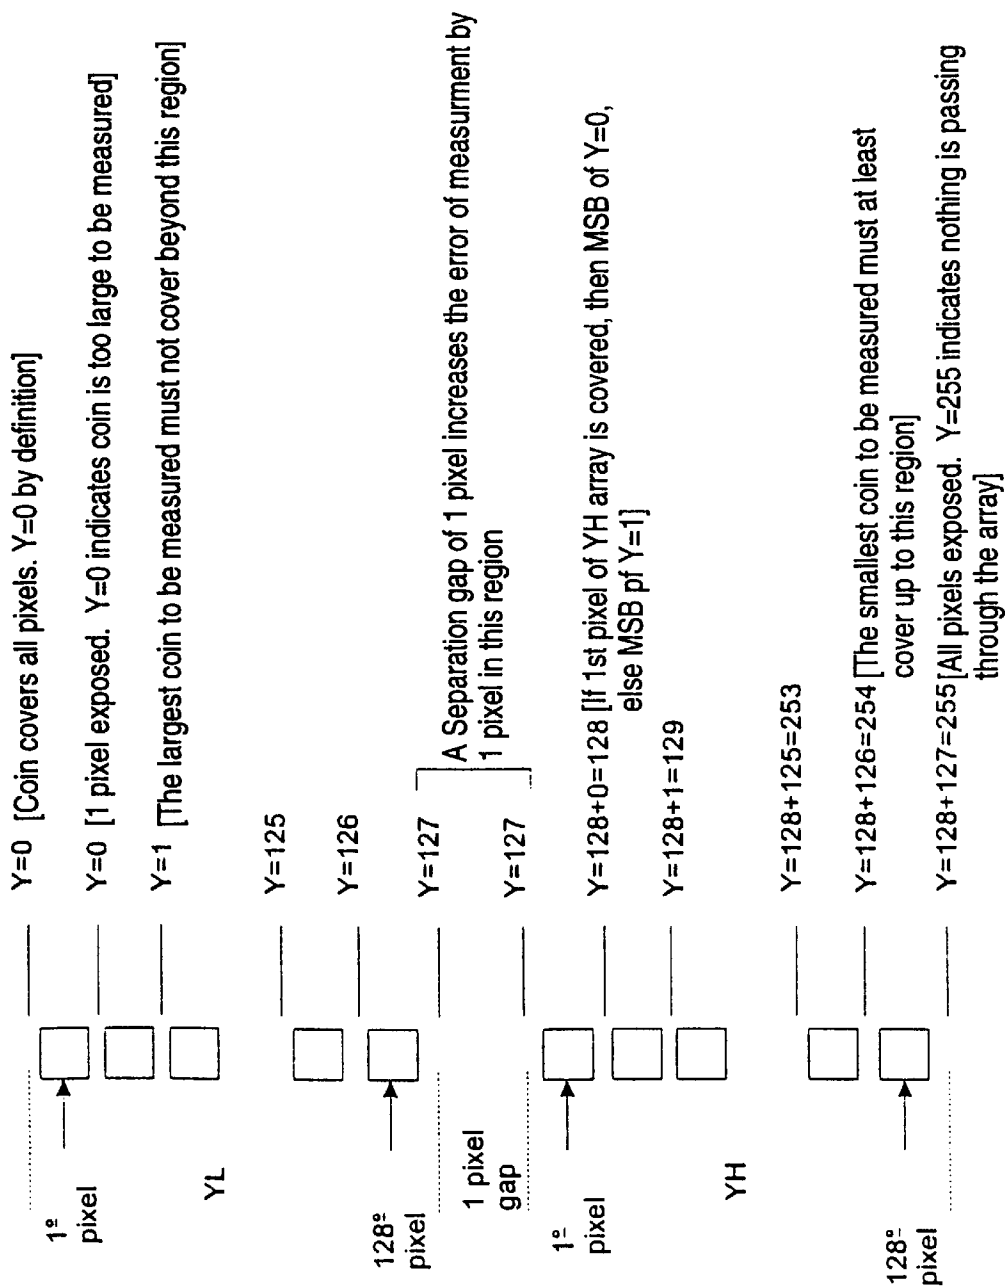 Y=0 [Coin covers all pixels. Y=0 by definition]
1º
pixel
Y=0 [1 pixel exposed. Y=0 indicates coin is too large to be measured]
Y=1 [The largest coin to be measured must not cover beyond this region]
YL
Y=125
Y=126
128º
pixel
Y=127
A Separation gap of 1 pixel increases the error of measurment by
1 pixel in this region
1 pixel
gap
Y=127
1º
pixel
Y=128+0=128 [If 1st pixel of YH array is covered, then MSB of Y=0,
else MSB pf Y=1]
Y=128+1=129
YH
Y=128+125=253
Y=128+126=254 [The smallest coin to be measured must at least
cover up to this region]
128º
pixel
Y=128+127=255 [All pixels exposed. Y=255 indicates nothing is passing
through the array]